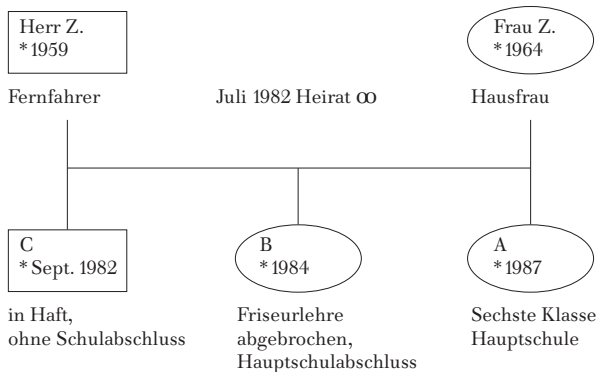 Herr Z.
*1959
Frau Z.
*1964
Fernfahrer
Juli 1982 Heirat ꝏ
Hausfrau
C
*Sept. 1982
B
*1984
A
*1987
in Haft,
ohne Schulabschluss
Friseurlehre
abgebrochen,
Hauptschulabschluss
Sechste Klasse
Hauptschule